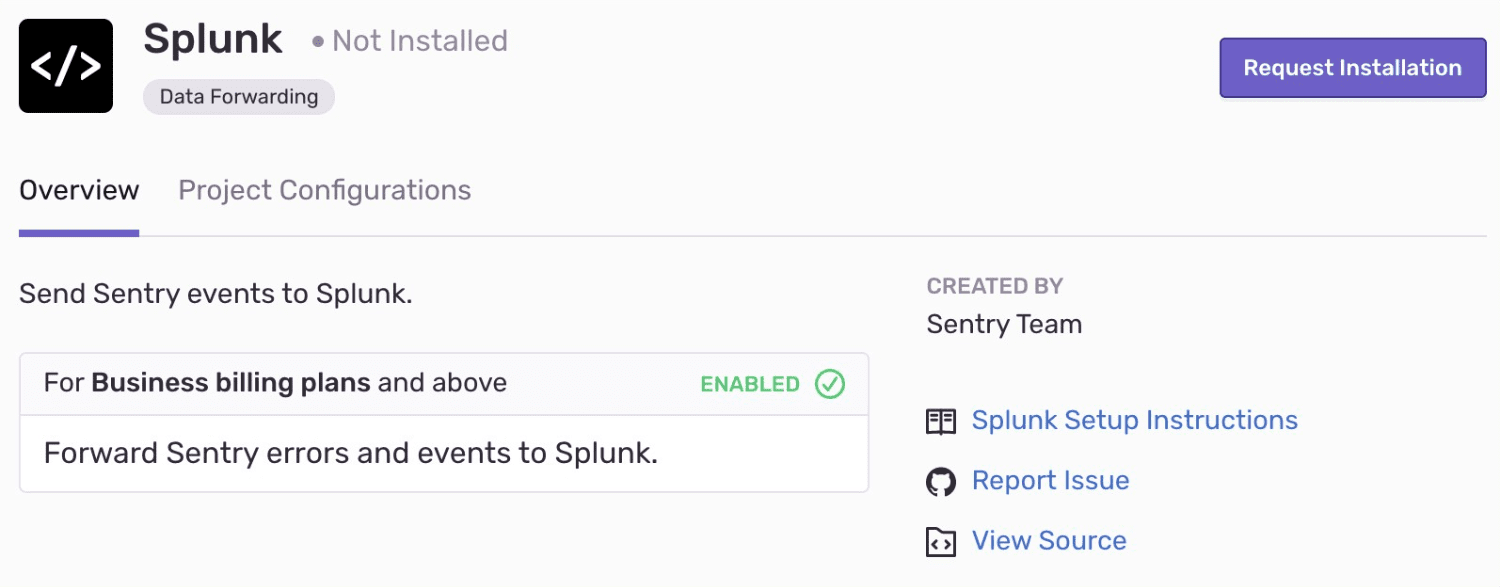 Splunk
Not Installed
Data Forwarding
Request Installation
Overview
Project Configurations
Send Sentry events to Splunk.
For Business billing plans and above
ENABLED
Forward Sentry errors and events to Splunk.
CREATED BY
Sentry Team
Splunk Setup Instructions
Report Issue
View Source